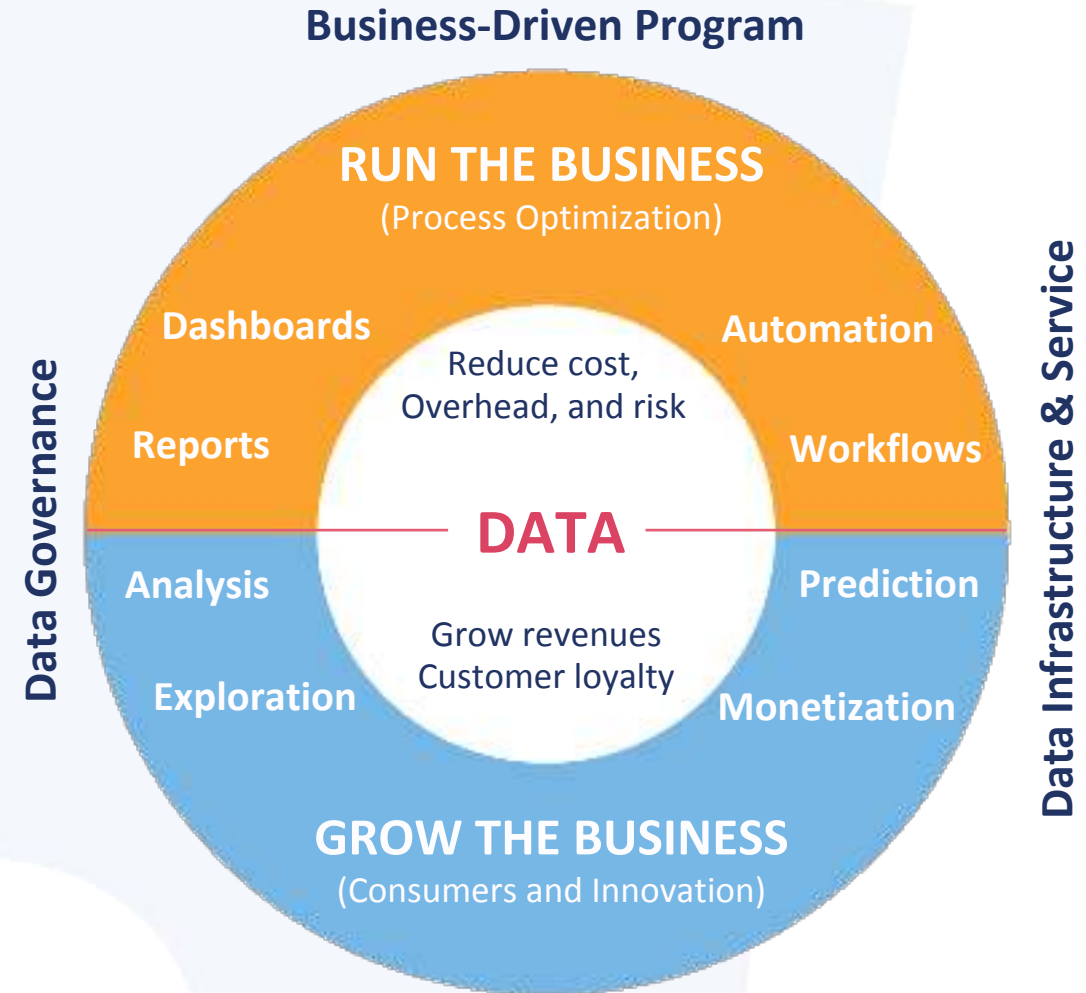 Business-Driven Program
RUN THE BUSINESS
(Process Optimization)
Dashboards
Automation
Reduce cost,
Overhead, and risk
Reports
Workflows
Data Governance
Data Infrastructure & Service
DATA
Analysis
Prediction
Grow revenues
Customer loyalty
Exploration
Monetization
GROW THE BUSINESS
(Consumers and Innovation)